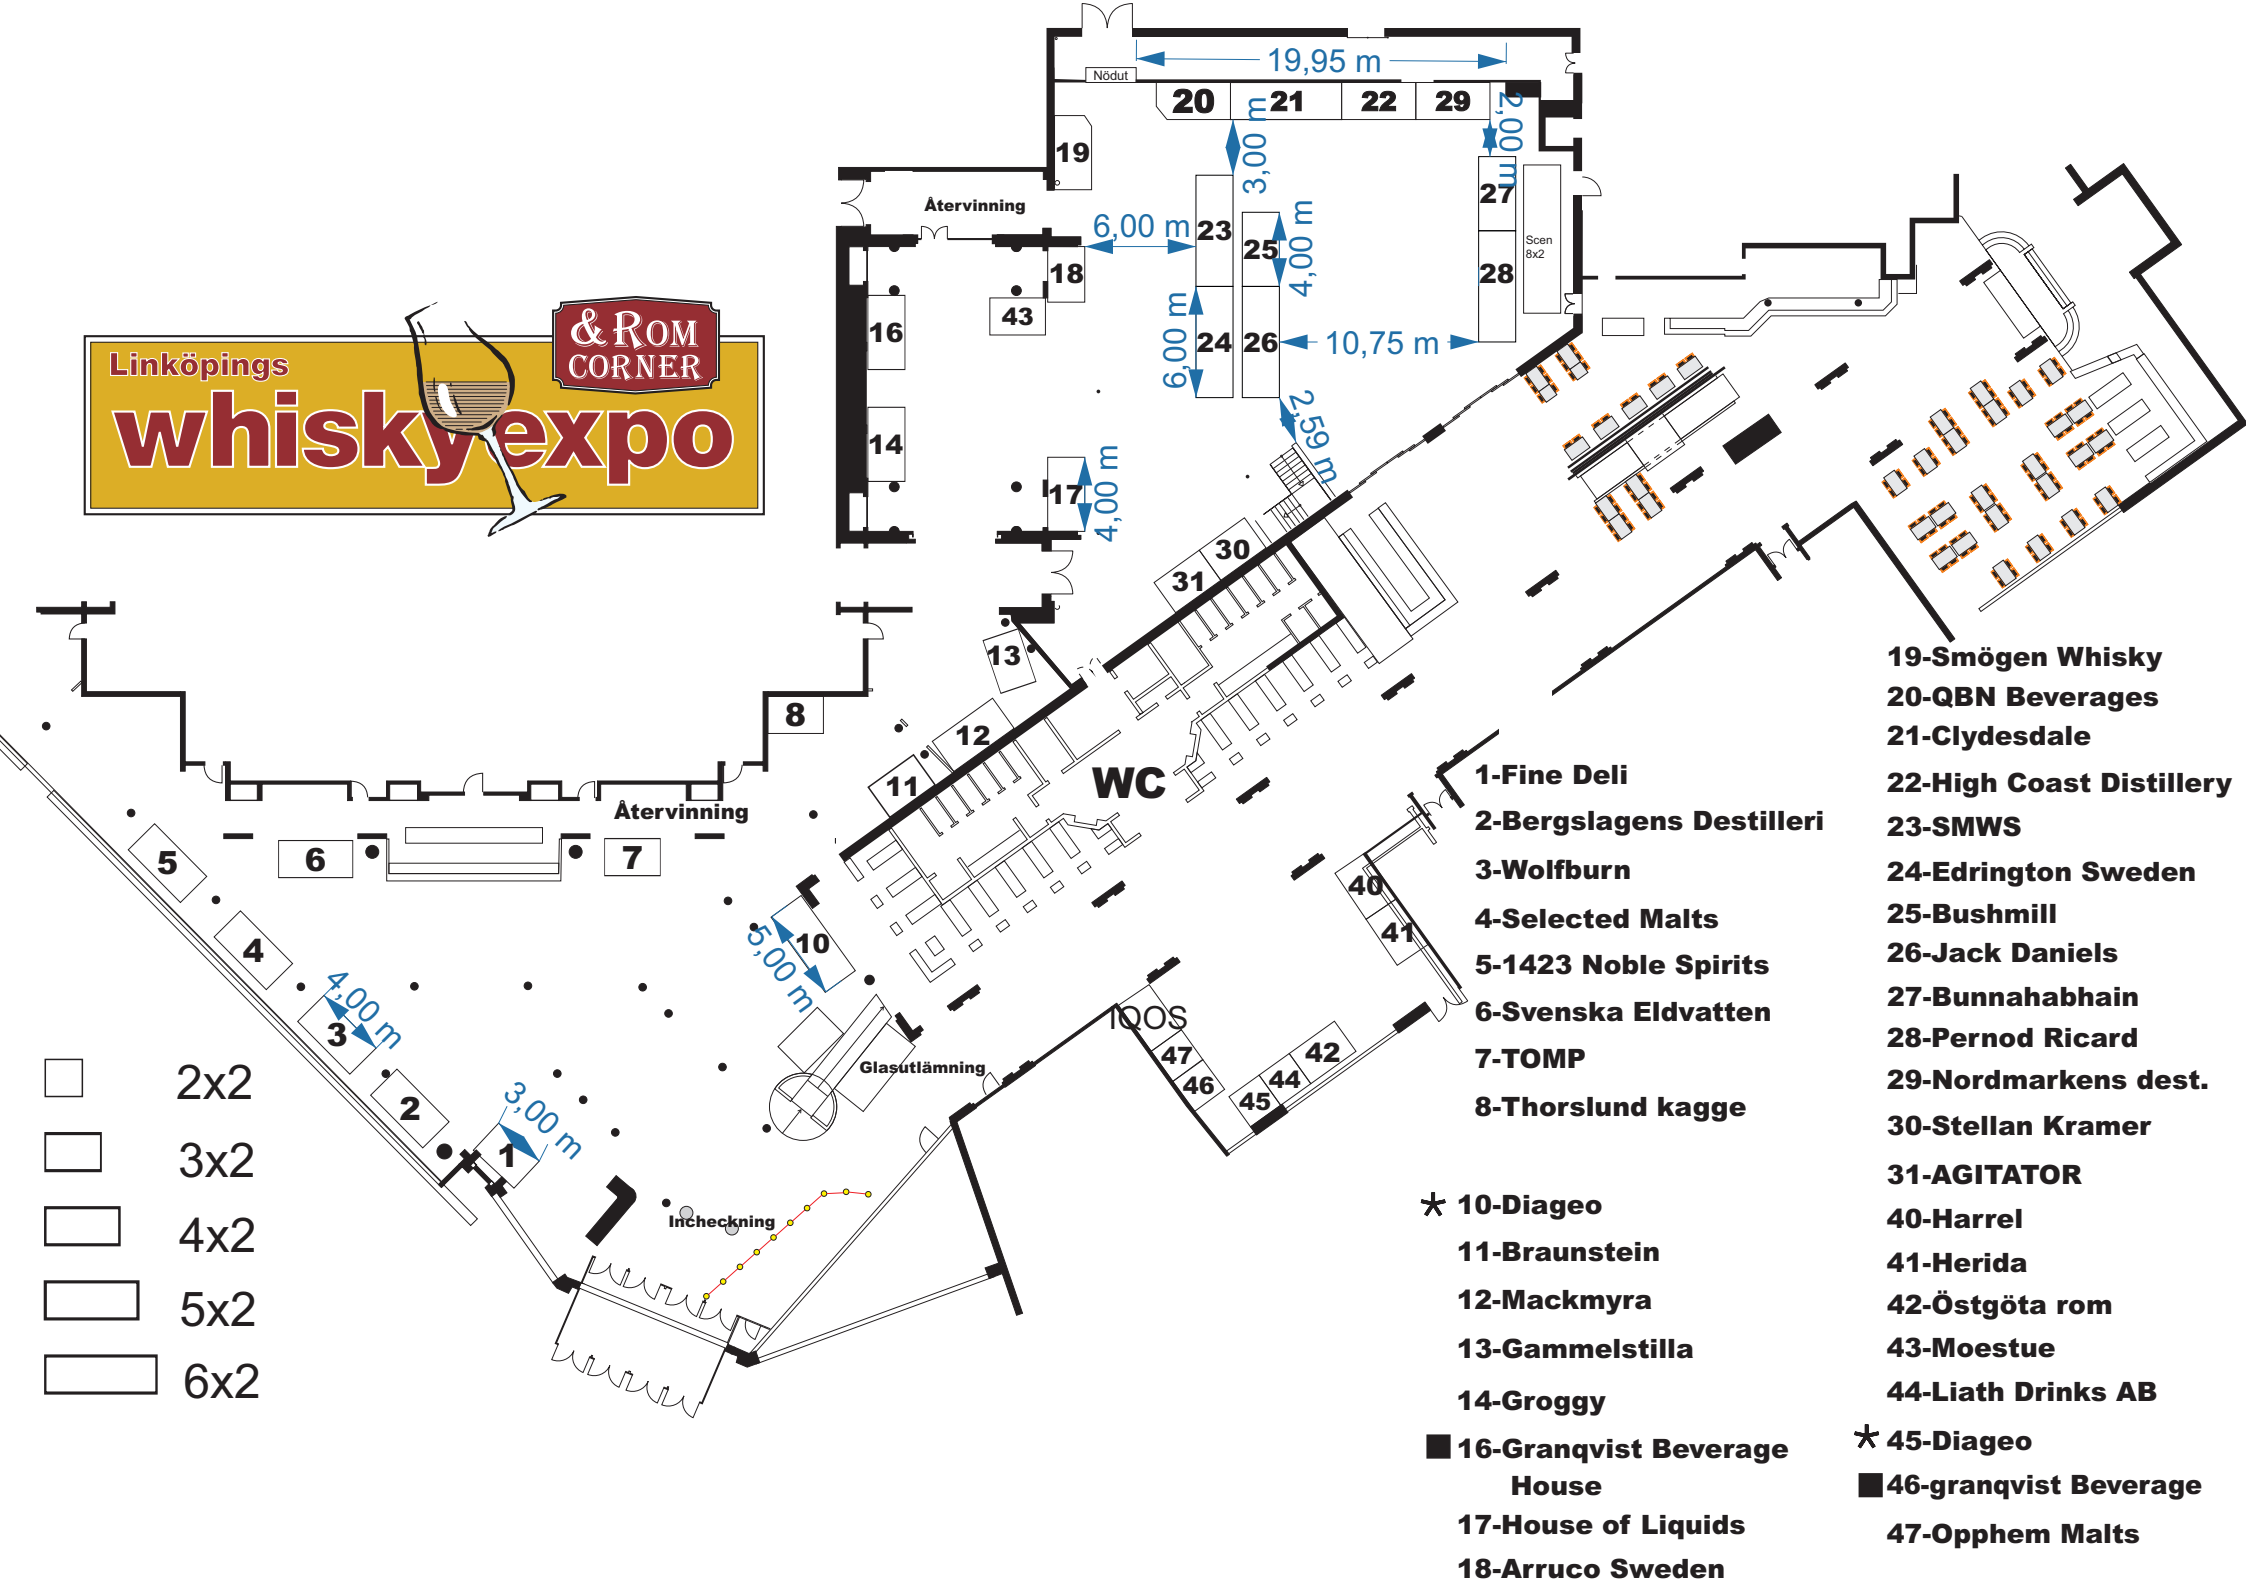 19,95 m
Nödut
20
21
22
29
2,00 m
3,00 m
19
27
Återvinning
6,00 m
23
25
4,00 m
Scen
8x2
18
28
43
16
6,00 m
24
26
10,75 m
& ROM
CORNER
Linköpings
whisky expo
2,59 m
14
17
4,00 m
30
31
13
8
12
11
WC
Återvinning
5
6
7
4
10
5,00 m
3
4,00 m
40
41
IQOS
47
46
42
44
45
Glasutlämning
2
1
3,00 m
Incheckning
2x2
3x2
4x2
5x2
6x2
1-Fine Deli
2-Bergslagens Destilleri
3-Wolfburn
4-Selected Malts
5-1423 Noble Spirits
6-Svenska Eldvatten
7-TOMP
8-Thorslund kagge
10-Diageo
11-Braunstein
12-Mackmyra
13-Gammelstilla
14-Groggy
16-Granqvist Beverage
House
17-House of Liquids
18-Arruco Sweden
19-Smögen Whisky
20-QBN Beverages
21-Clydesdale
22-High Coast Distillery
23-SMWS
24-Edrington Sweden
25-Bushmill
26-Jack Daniels
27-Bunnahabhain
28-Pernod Ricard
29-Nordmarkens dest.
30-Stellan Kramer
31-AGITATOR
40-Harrel
41-Herida
42-Östgöta rom
43-Moestue
44-Liath Drinks AB
45-Diageo
46-granqvist Beverage
47-Opphem Malts